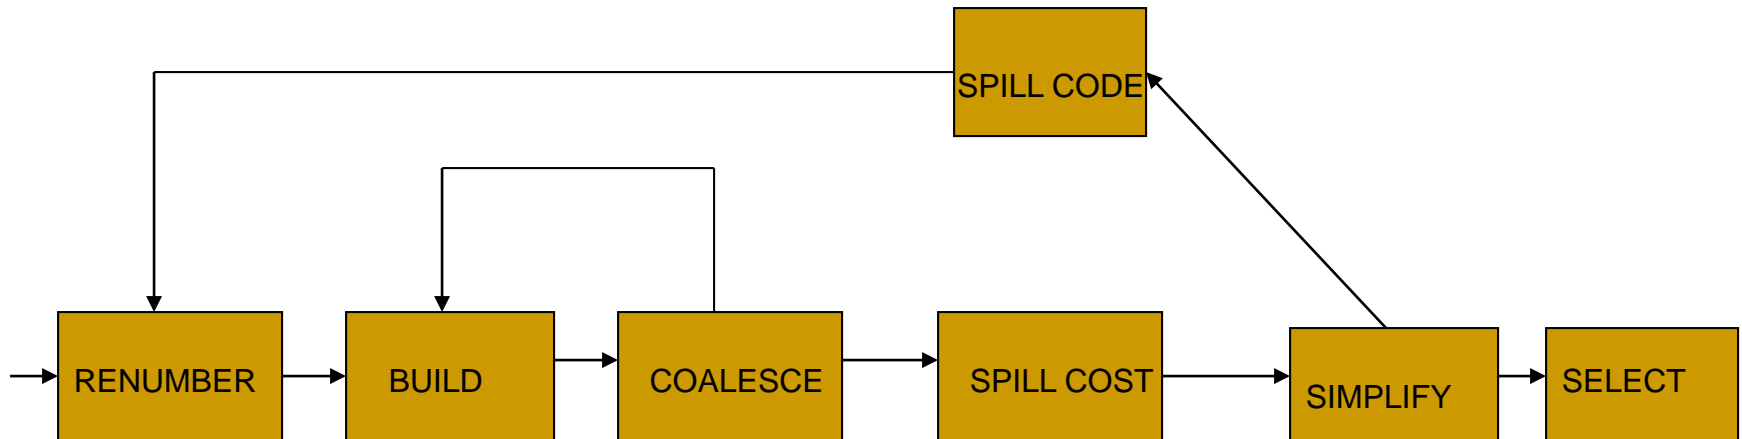 SPILL CODE
RENUMBER
BUILD
COALESCE
SPILL COST
SIMPLIFY
SELECT